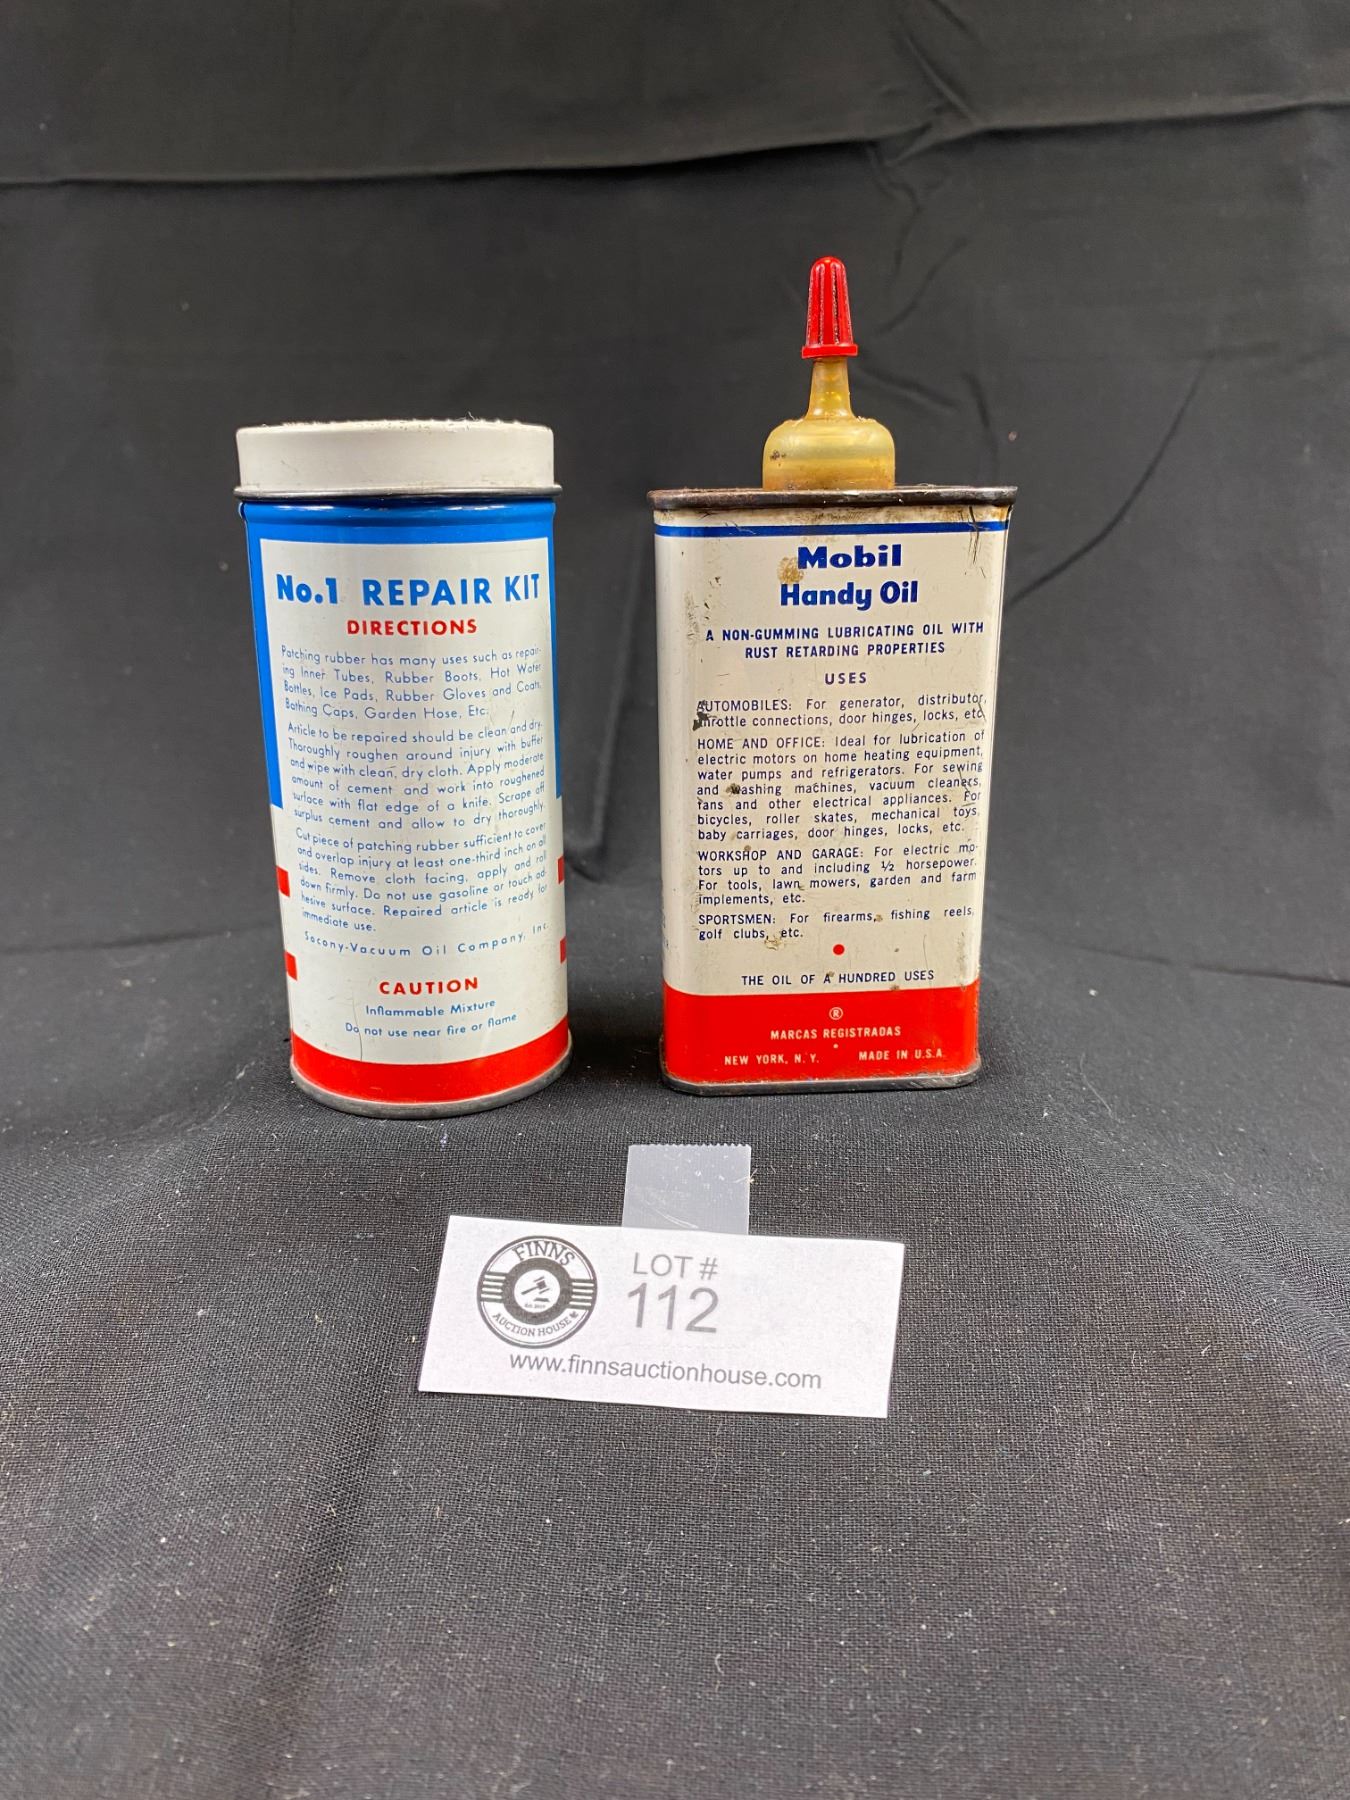 No.1 REPAIR KIT
DIRECTIONS
Patching rubber has many uses such as repair-
ing Inner Tubes, Rubber Boots, Hot Water
Bottles, Ice Pads, Rubber Gloves and Coats,
Bathing Caps, Garden Hose, Etc.
Article to be repaired should be clean and dry.
Thoroughly roughen around injury with buffer
and wipe with clean, dry cloth. Apply moderate
amount of cement and work into roughened
surface with flat edge of a knife. Scrape off
surplus cement and allow to dry thoroughly.
Cut piece of patching rubber sufficient to cover
and overlap injury at least one-third inch on all
sides. Remove cloth facing, apply and roll
down firmly. Do not use gasoline or touch ad-
hesive surface. Repaired article is ready for
immediate use.
Socony-Vacuum Oil Company, Inc.
CAUTION
Inflammable Mixture
Do not use near fire or flame
Mobil
Handy Oil
A NON-GUMMING LUBRICATING OIL WITH
RUST RETARDING PROPERTIES
USES
AUTOMOBILES: For generator, distributor,
throttle connections, door hinges, locks, etc.
HOME AND OFFICE: Ideal for lubrication of
electric motors on home heating equipment,
water pumps and refrigerators. For sewing
and washing machines, vacuum cleaners,
fans and other electrical appliances. For
bicycles, roller skates, mechanical toys,
baby carriages, door hinges, locks, etc.
WORKSHOP AND GARAGE: For electric mo-
tors up to and including ½ horsepower.
For tools, lawn mowers, garden and farm
implements, etc.
SPORTSMEN: For firearms, fishing reels,
golf clubs, etc.
THE OIL OF A HUNDRED USES
®
MARCAS REGISTRADAS
NEW YORK, N. Y. MADE IN U.S.A.
FINNS
AUCTION HOUSE
LOT #
112
www.finnsauctionhouse.com